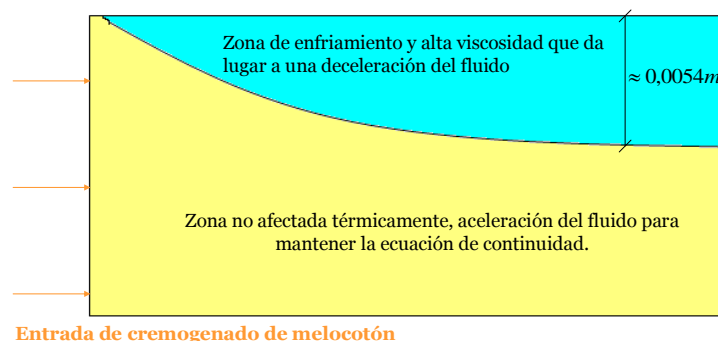 Zona de enfriamiento y alta viscosidad que da
lugar a una deceleración del fluido
≈ 0,0054m
Zona no afectada térmicamente, aceleración del fluido para
mantener la ecuación de continuidad.
Entrada de cremogenado de melocotón